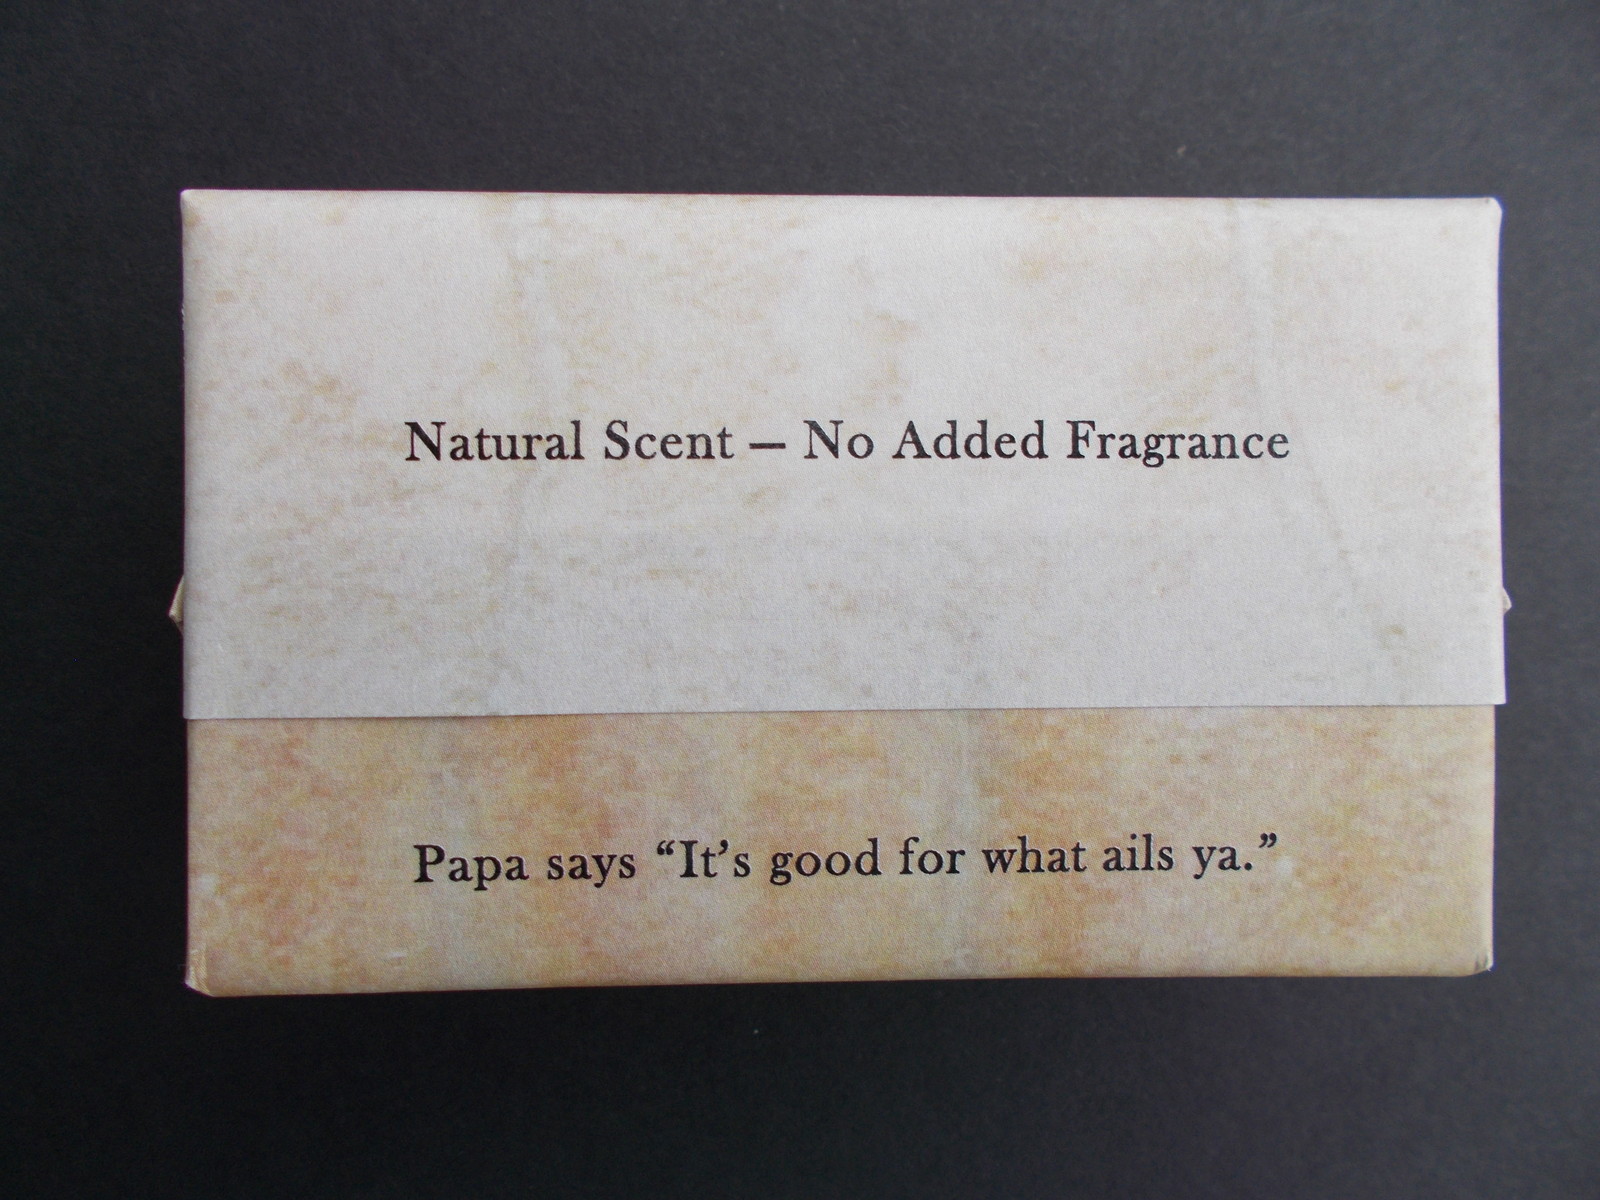 Natural Scent – No Added Fragrance
Papa says “It’s good for what ails ya.”